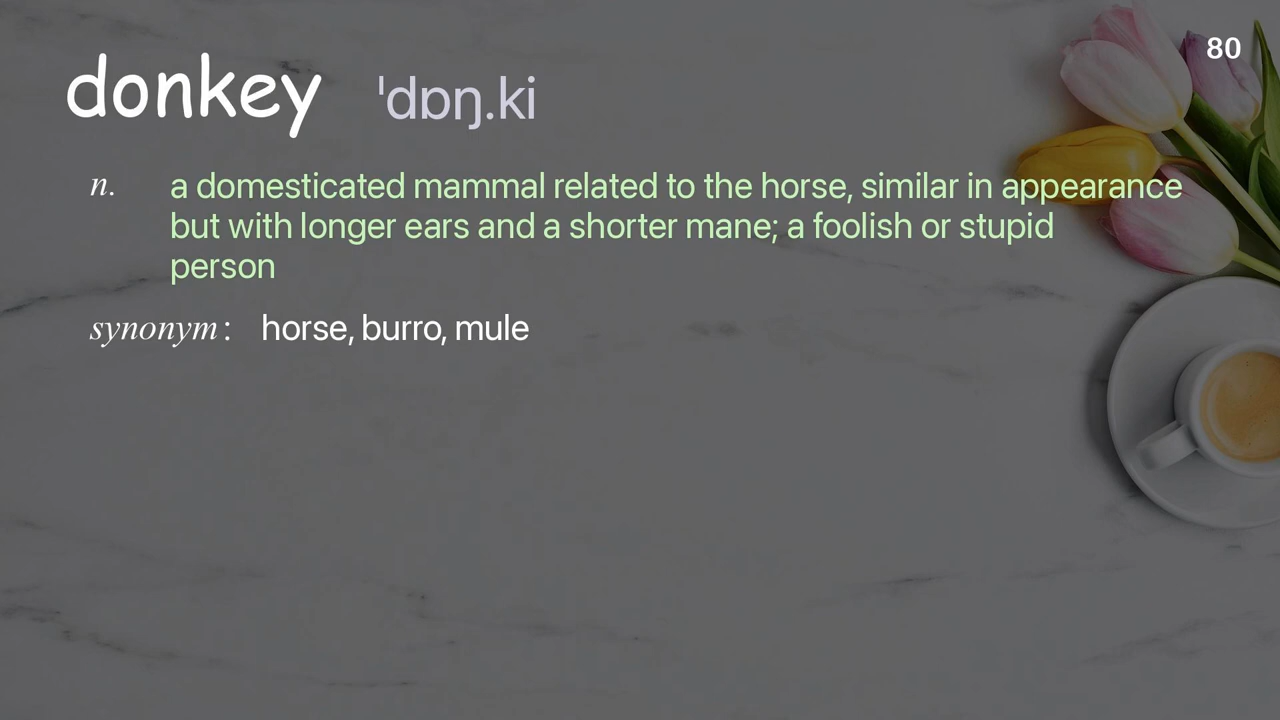 80
donkey ˈdɒŋ.ki
n. a domesticated mammal related to the horse, similar in appearance
but with longer ears and a shorter mane; a foolish or stupid
person
synonym: horse, burro, mule